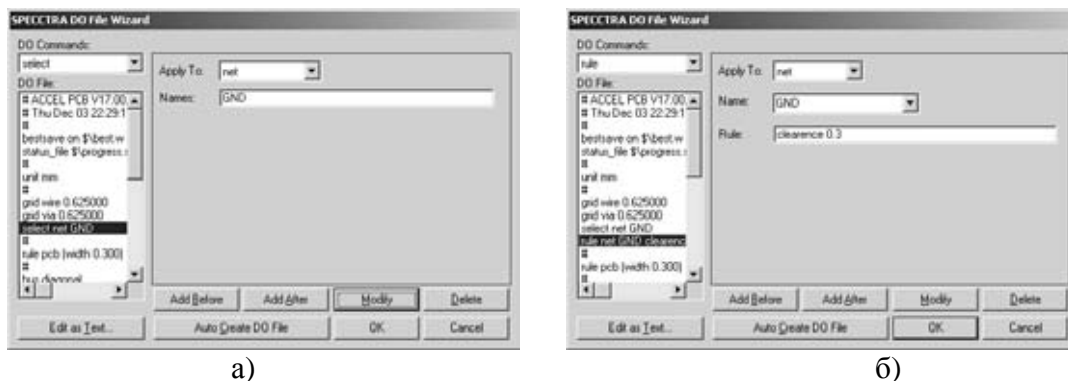 SPECCTRA DO File Wizard
DO Commands:
select
DO File:
# ACCEL PCB V17.00.
# Thu Dec 03 22:29:1
#
bestsave on $\best.w
status_file $\progress.
#
unit mm
#
grid wire 0.625000
grid via 0.625000
select net GND
#
rule pcb (width 0.300)
#
bus diagonal
Apply To: net
Names: GND
Add Before Add After Modify Delete
Edit as Text... Auto Create DO File OK Cancel
а)
SPECCTRA DO File Wizard
DO Commands:
rule
DO File:
# ACCEL PCB V17.00.
# Thu Dec 03 22:29:1
#
bestsave on $\best.w
status_file $\progress.
#
unit mm
#
grid wire 0.625000
grid via 0.625000
select net GND
rule net GND clearenc
#
rule pcb (width 0.300)
#
Apply To: net
Name: GND
Rule: clearence 0.3
Add Before Add After Modify Delete
Edit as Text... Auto Create DO File OK Cancel
б)